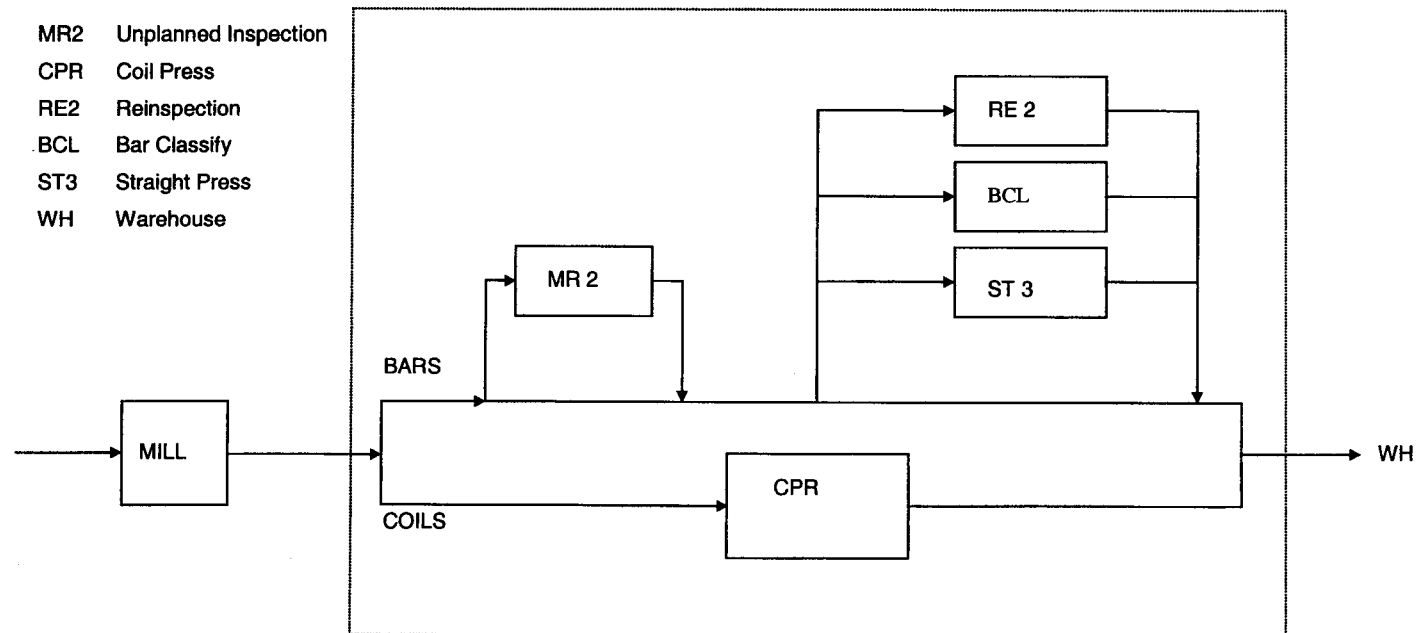 MR2 Unplanned Inspection
CPR Coil Press
RE2 Reinspection
BCL Bar Classify
ST3 Straight Press
WH Warehouse
RE 2
BCL
ST 3
MR 2
BARS
MILL
WH
CPR
COILS